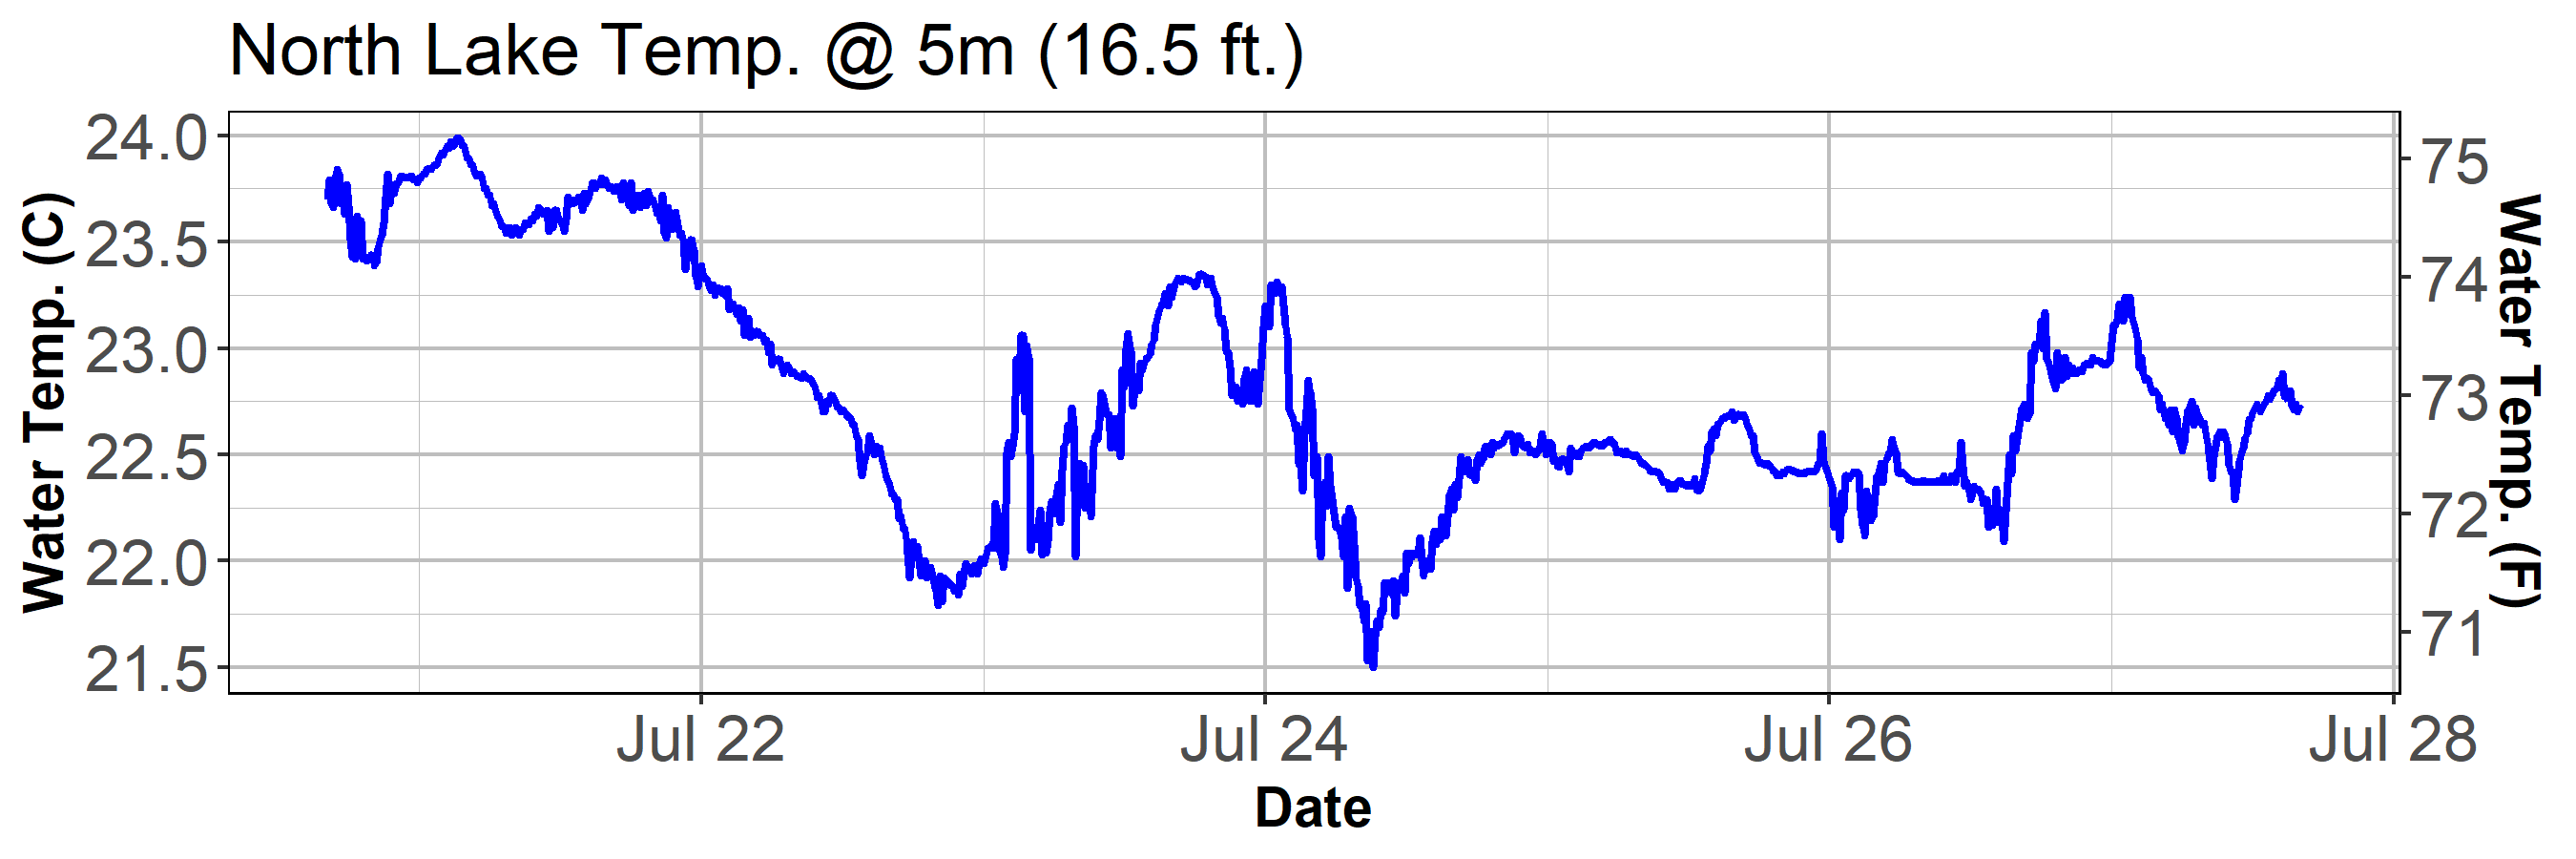 North Lake Temp. @ 5m (16.5 ft.)
24.0
23.5
23.0
22.5
22.0
21.5
Water Temp. (C)
75
74
73
72
71
Water Temp. (F)
Jul 22 Jul 24 Jul 26 Jul 28
Date